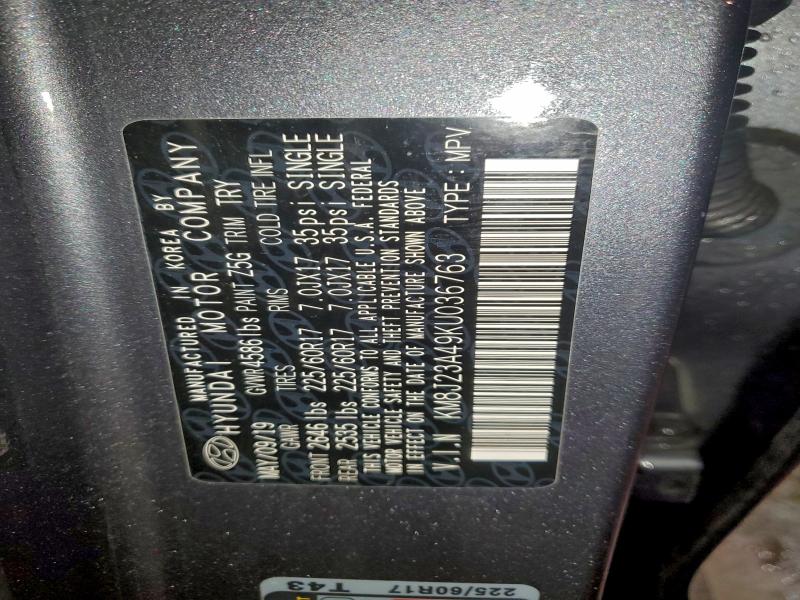 MANUFACTURED IN KOREA BY
HYUNDAI MOTOR COMPANY
MAY/09/19 GVWR/4586 lbs PAINT Z5G TRIM TRY
GAWR TIRES RIMS COLD TIRE INFL
FRONT 2646 lbs 225/60R17 7.0JX17 35psi SINGLE
REAR 2535 lbs 225/60R17 7.0JX17 35psi SINGLE
THIS VEHICLE CONFORMS TO ALL APPLICABLE U.S.A. FEDERAL
MOTOR VEHICLE SAFETY AND THEFT PREVENTION STANDARDS
IN EFFECT ON THE DATE OF MANUFACTURE SHOWN ABOVE
V.I.N : KM8J23A49KU036763 TYPE : MPV
225/60R17
T43